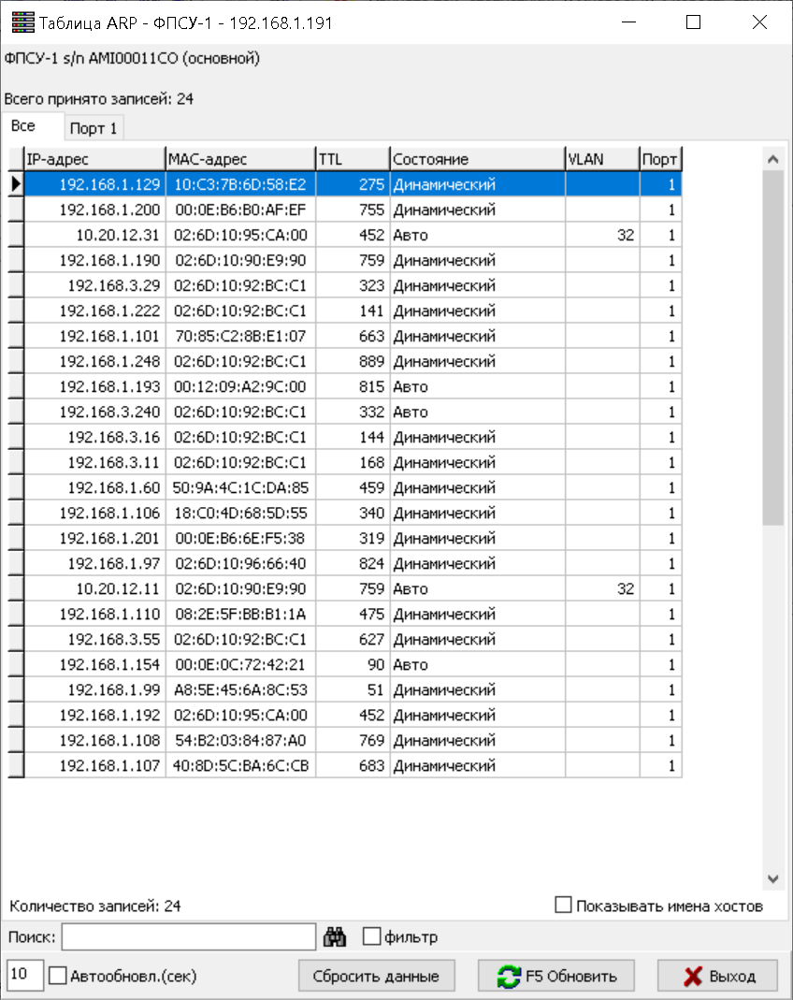 Таблица ARP - ФПСУ-1 - 192.168.1.191
ФПСУ-1 s/n AMI00011CO (основной)
Всего принято записей: 24
Все Порт 1
IP-адрес MAC-адрес TTL Состояние VLAN Порт
192.168.1.129 10:C3:7B:6D:58:E2 275 Динамический 1
192.168.1.200 00:0E:B6:B0:AF:EF 755 Динамический 1
10.20.12.31 02:6D:10:95:CA:00 452 Авто 32 1
192.168.1.190 02:6D:10:90:E9:90 759 Динамический 1
192.168.3.29 02:6D:10:92:BC:C1 323 Динамический 1
192.168.1.222 02:6D:10:92:BC:C1 141 Динамический 1
192.168.1.101 70:85:C2:8B:E1:07 663 Динамический 1
192.168.1.248 02:6D:10:92:BC:C1 889 Динамический 1
192.168.1.193 00:12:09:A2:9C:00 815 Авто 1
192.168.3.240 02:6D:10:92:BC:C1 332 Авто 1
192.168.3.16 02:6D:10:92:BC:C1 144 Динамический 1
192.168.3.11 02:6D:10:92:BC:C1 168 Динамический 1
192.168.1.60 50:9A:4C:1C:DA:85 459 Динамический 1
192.168.1.106 18:C0:4D:68:5D:55 340 Динамический 1
192.168.1.201 00:0E:B6:6E:F5:38 319 Динамический 1
192.168.1.97 02:6D:10:96:66:40 824 Динамический 1
10.20.12.11 02:6D:10:90:E9:90 759 Авто 32 1
192.168.1.110 08:2E:5F:BB:B1:1A 475 Динамический 1
192.168.3.55 02:6D:10:92:BC:C1 627 Динамический 1
192.168.1.154 00:0E:0C:72:42:21 90 Авто 1
192.168.1.99 A8:5E:45:6A:8C:53 51 Динамический 1
192.168.1.192 02:6D:10:95:CA:00 452 Динамический 1
192.168.1.108 54:B2:03:84:87:A0 769 Динамический 1
192.168.1.107 40:8D:5C:BA:6C:CB 683 Динамический 1
Количество записей: 24 Показывать имена хостов
Поиск: фильтр
10 Автообновл.(сек) Сбросить данные F5 Обновить Выход